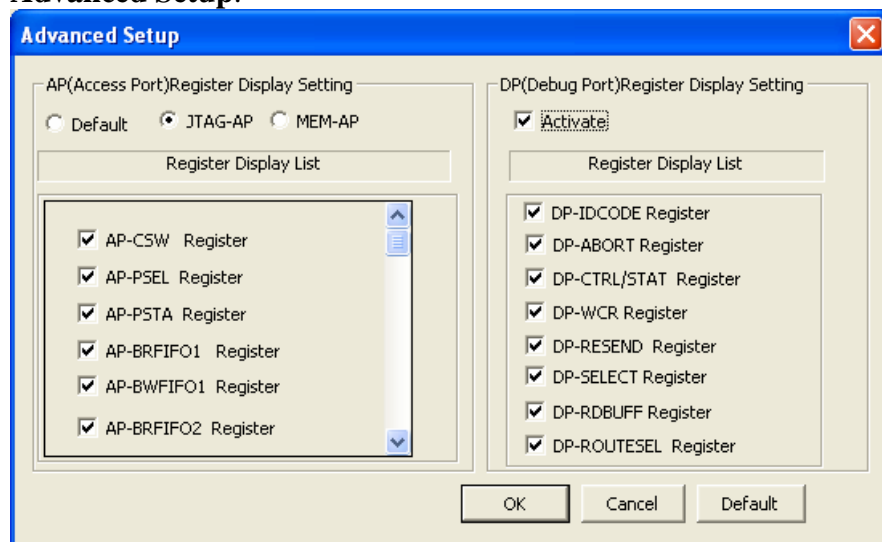 Advanced Setup:
Advanced Setup
AP(Access Port)Register Display Setting
Default JTAG-AP MEM-AP
Register Display List
AP-CSW Register
AP-PSEL Register
AP-PSTA Register
AP-BRFIFO1 Register
AP-BWFIFO1 Register
AP-BRFIFO2 Register
DP(Debug Port)Register Display Setting
Activate
Register Display List
DP-IDCODE Register
DP-ABORT Register
DP-CTRL/STAT Register
DP-WCR Register
DP-RESEND Register
DP-SELECT Register
DP-RDBUFF Register
DP-ROUTESEL Register
OK Cancel Default